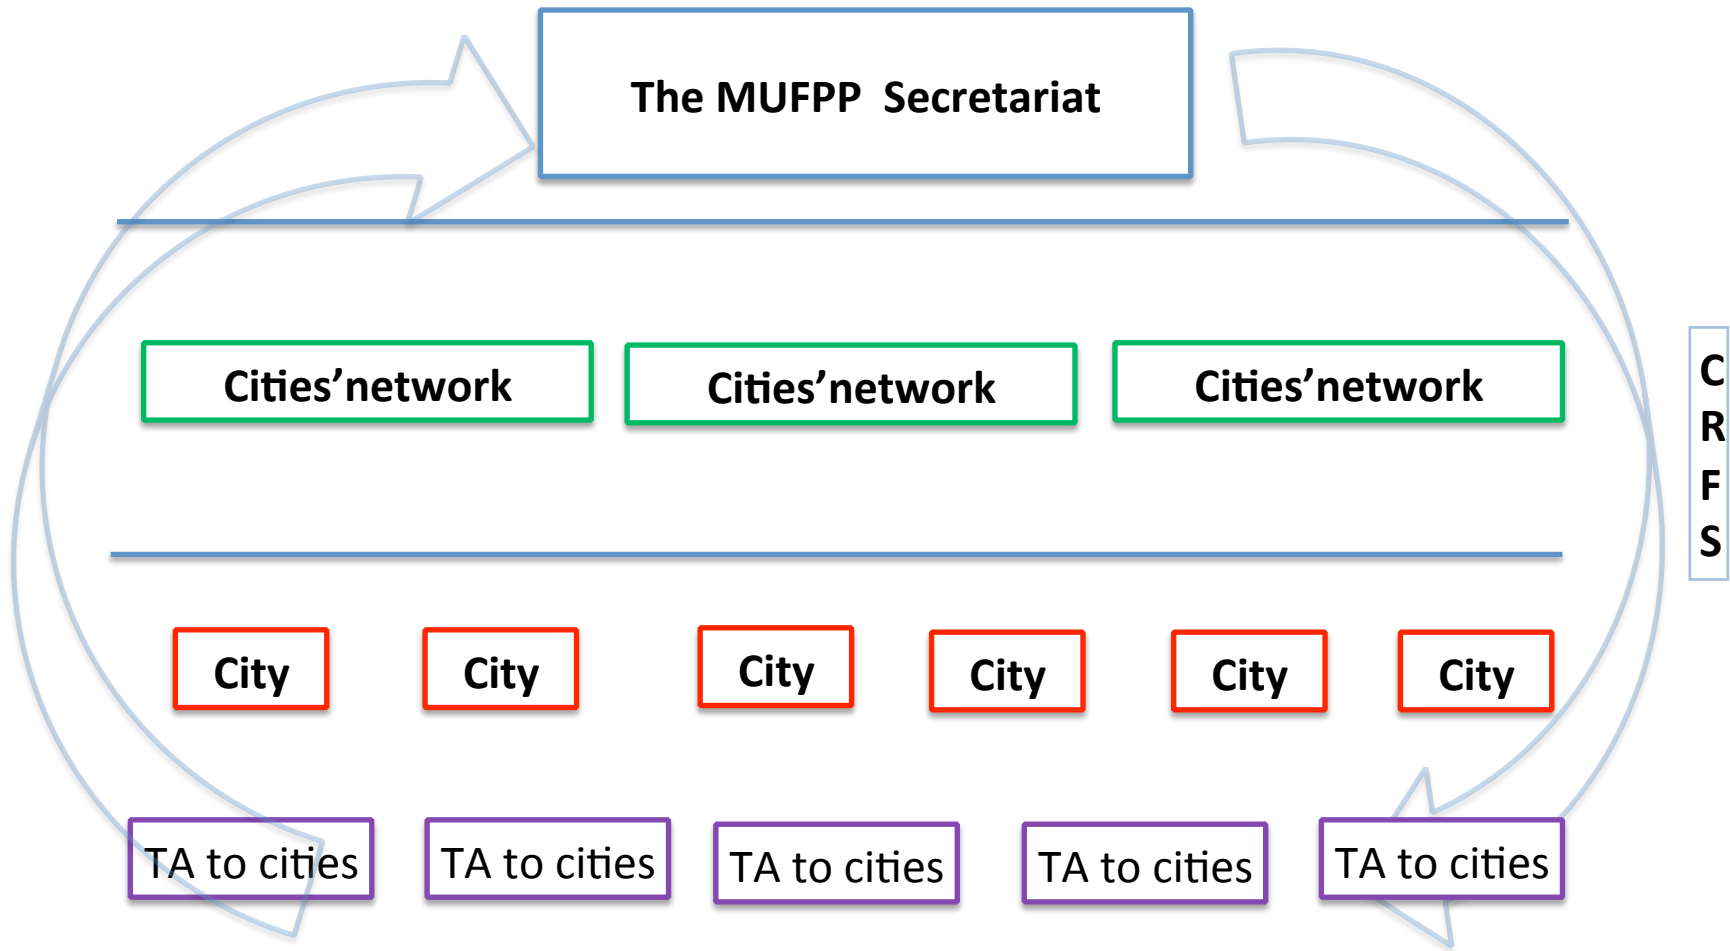 The MUFPP  Secretariat
Cities’network
Cities’network
Cities’network
C
R
F
S
City
City
City
City
City
City
TA to cities
TA to cities
TA to cities
TA to cities
TA to cities